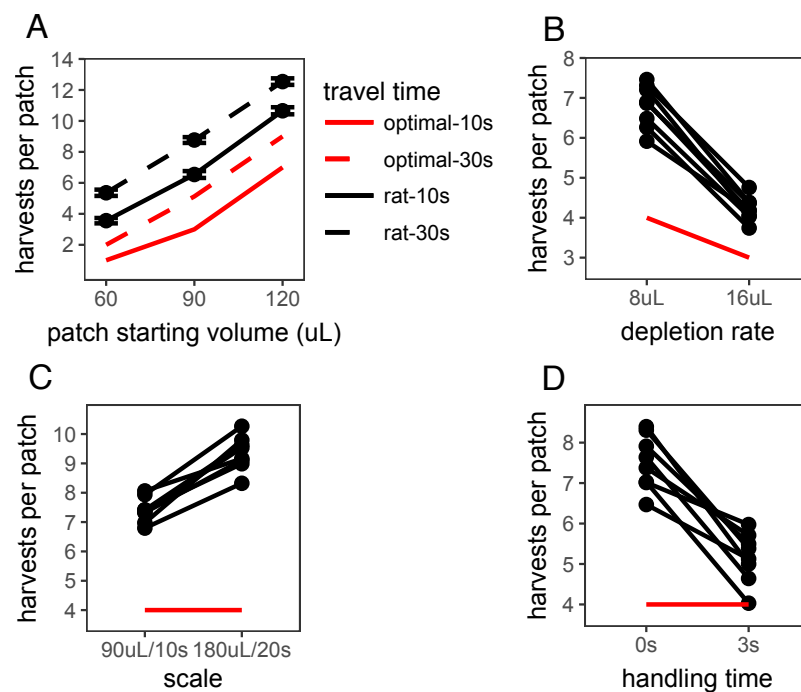 A
harvests per patch
14
12
10
8
6
4
2
60
90
120
patch starting volume (uL)
travel time
optimal-10s
optimal-30s
rat-10s
rat-30s
B
harvests per patch
8
7
6
5
4
3
8uL
16uL
depletion rate
C
harvests per patch
10
9
8
7
6
5
4
90uL/10s
180uL/20s
scale
D
harvests per patch
8
7
6
5
4
0s
3s
handling time